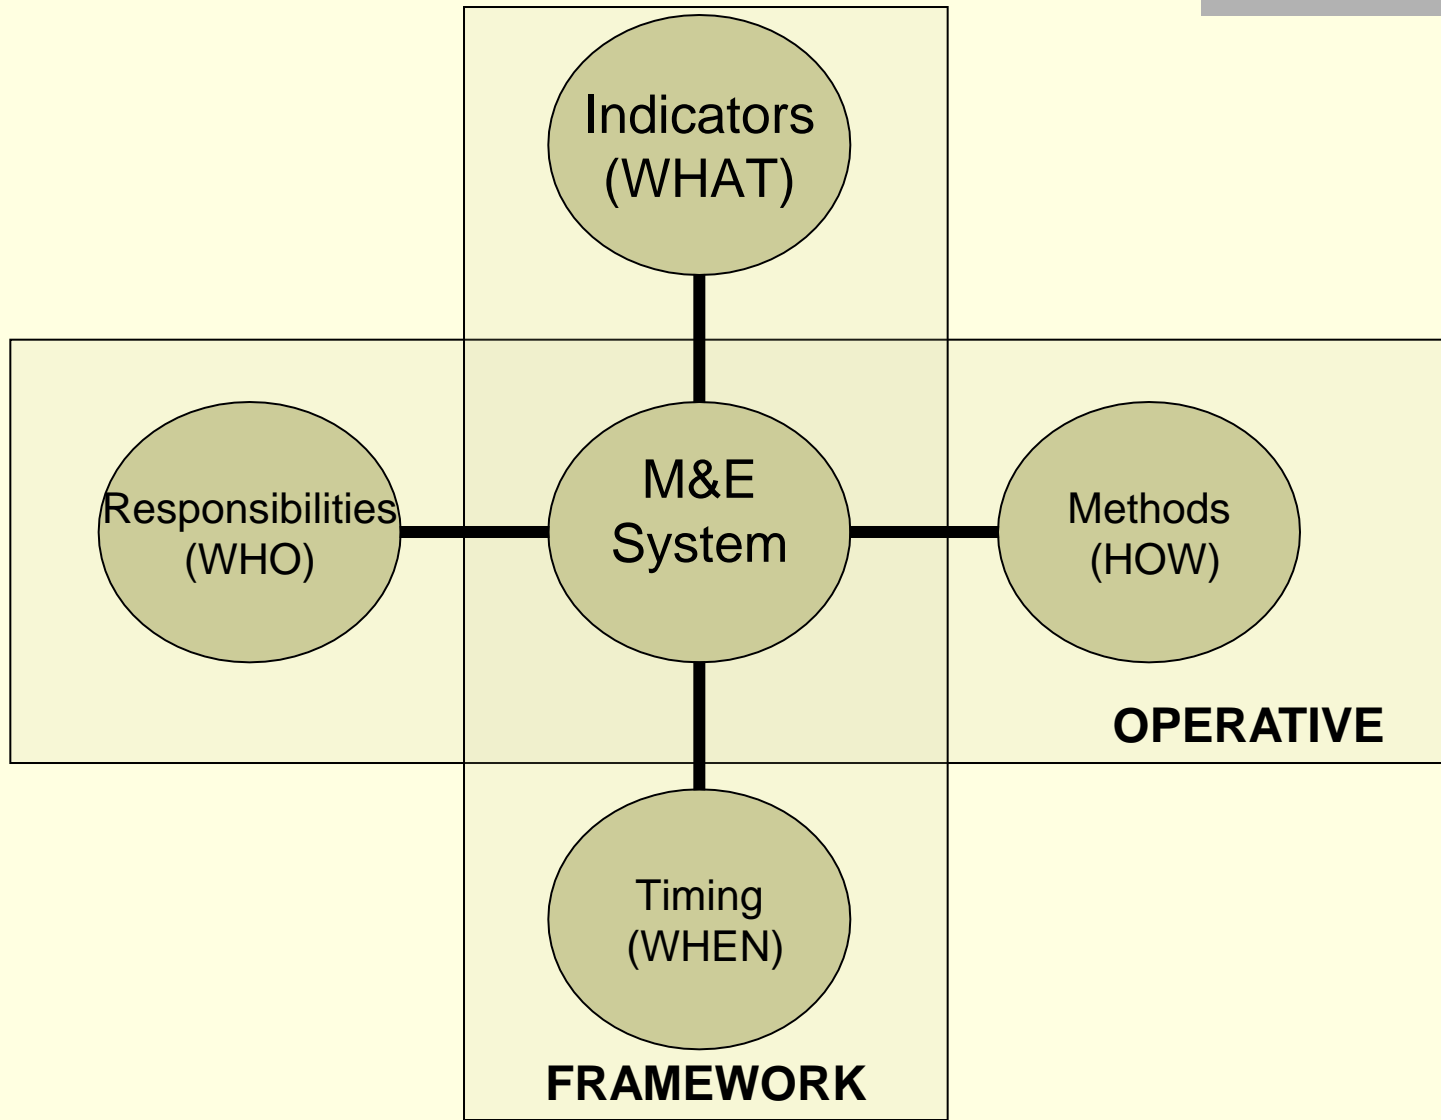 Indicators
(WHAT)
Responsibilities
(WHO)
M&E
System
Methods
(HOW)
OPERATIVE
Timing
(WHEN)
FRAMEWORK